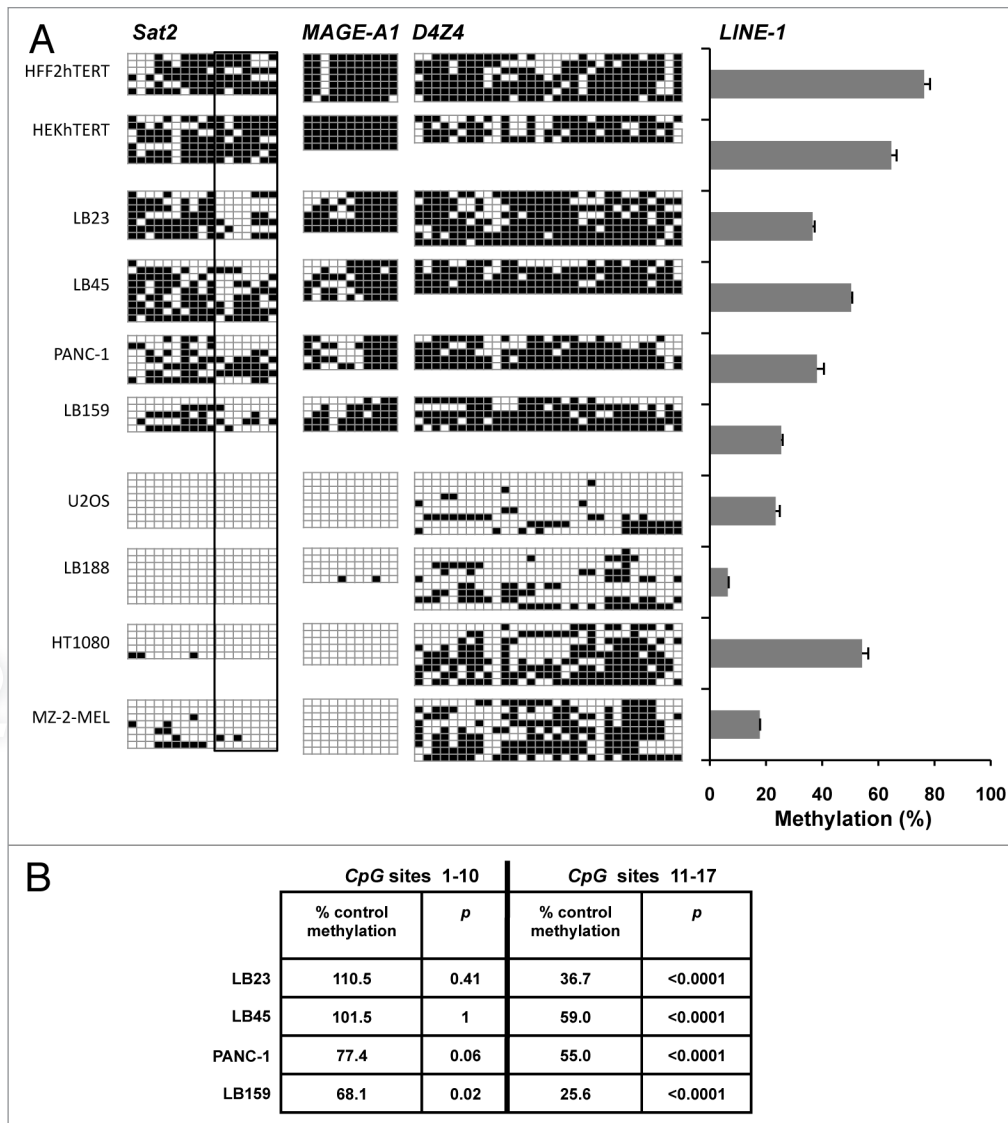 A
Sat2 MAGE-A1 D4Z4 LINE-1
HFF2hTERT
HEKhTERT
LB23
LB45
PANC-1
LB159
U2OS
LB188
HT1080
MZ-2-MEL
0 20 40 60 80 100
Methylation (%)
B
CpG sites 1-10 CpG sites 11-17
% control methylation p % control methylation p
LB23 110.5 0.41 36.7 <0.0001
LB45 101.5 1 59.0 <0.0001
PANC-1 77.4 0.06 55.0 <0.0001
LB159 68.1 0.02 25.6 <0.0001